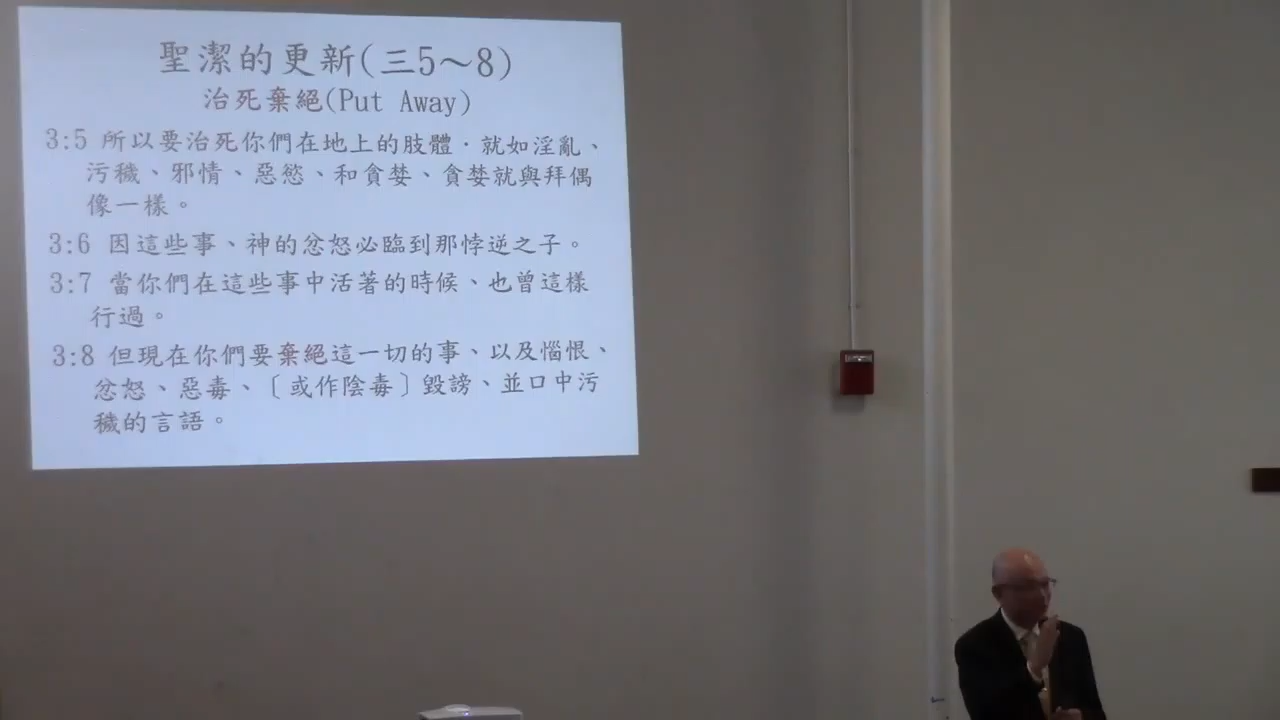 聖潔的更新(三5～8)
治死棄絕(Put Away)
3:5 所以要治死你們在地上的肢體．就如淫亂、
污穢、邪情、惡慾、和貪婪、貪婪就與拜偶
像一樣。
3:6 因這些事、神的忿怒必臨到那悖逆之子。
3:7 當你們在這些事中活著的時候、也曾這樣
行過。
3:8 但現在你們要棄絕這一切的事、以及惱恨、
忿怒、惡毒、〔或作陰毒〕毀謗、並口中污
穢的言語。